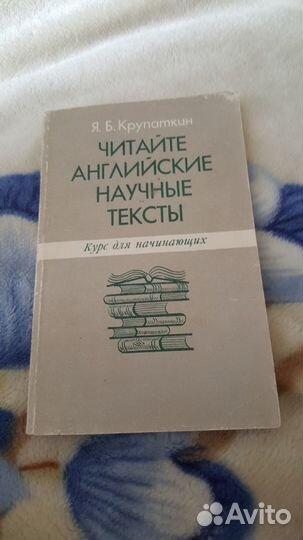 Я. Б. Крупаткин
ЧИТАЙТЕ
АНГЛИЙСКИЕ
НАУЧНЫЕ
ТЕКСТЫ
Курс для начинающих
Avito